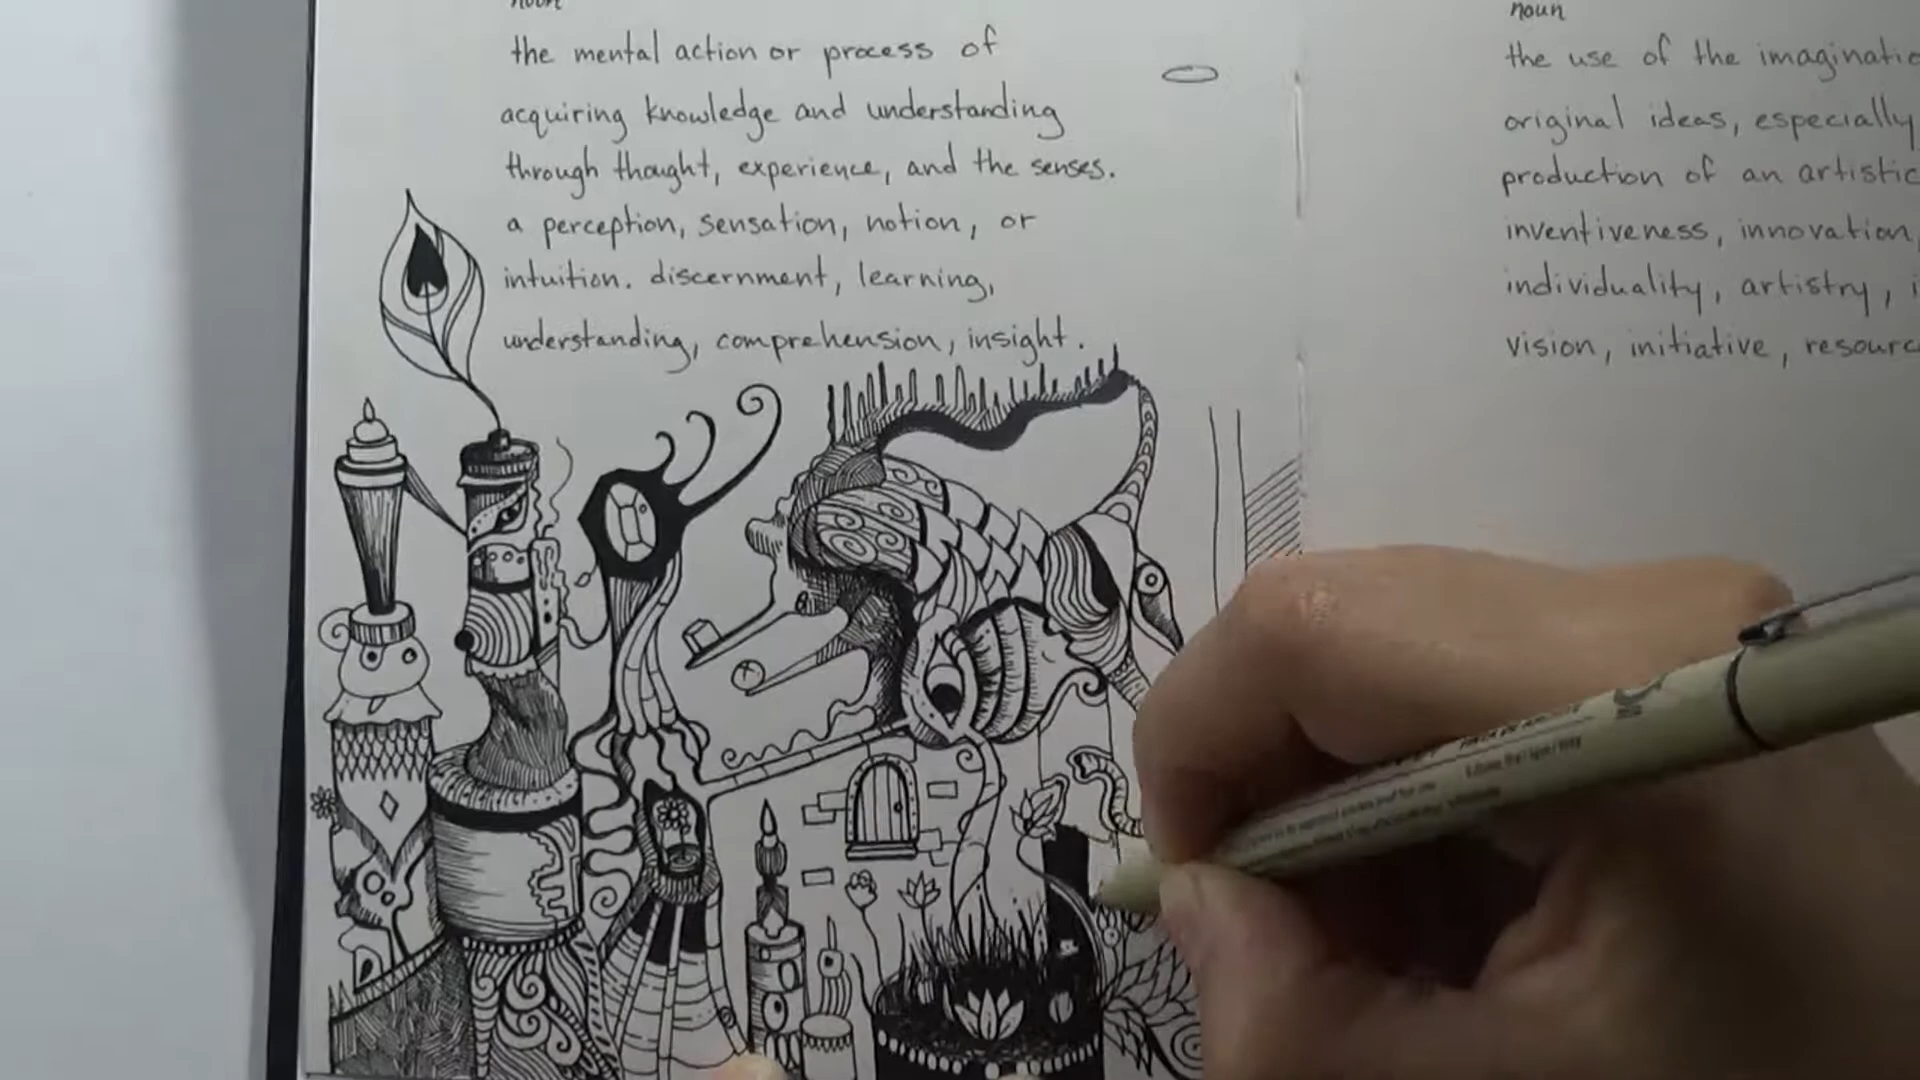 noun
the mental action or process of
acquiring knowledge and understanding
through thought, experience, and the senses.
a perception, sensation, notion, or
intuition. discernment, learning,
understanding, comprehension, insight.
noun
the use of the
original ideas, especially
production of an artistic
inventiveness, innovation,
individuality, artistry,
vision, initiative,